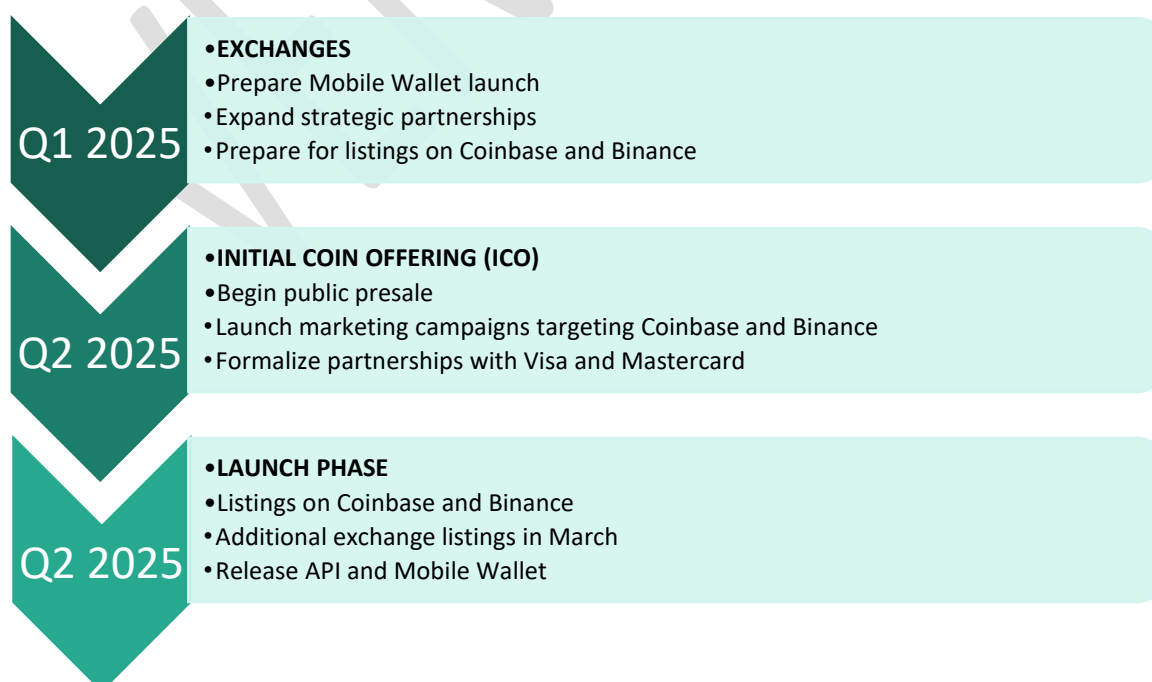 Q1 2025
•EXCHANGES
•Prepare Mobile Wallet launch
•Expand strategic partnerships
•Prepare for listings on Coinbase and Binance
Q2 2025
•INITIAL COIN OFFERING (ICO)
•Begin public presale
•Launch marketing campaigns targeting Coinbase and Binance
•Formalize partnerships with Visa and Mastercard
Q2 2025
•LAUNCH PHASE
•Listings on Coinbase and Binance
•Additional exchange listings in March
•Release API and Mobile Wallet